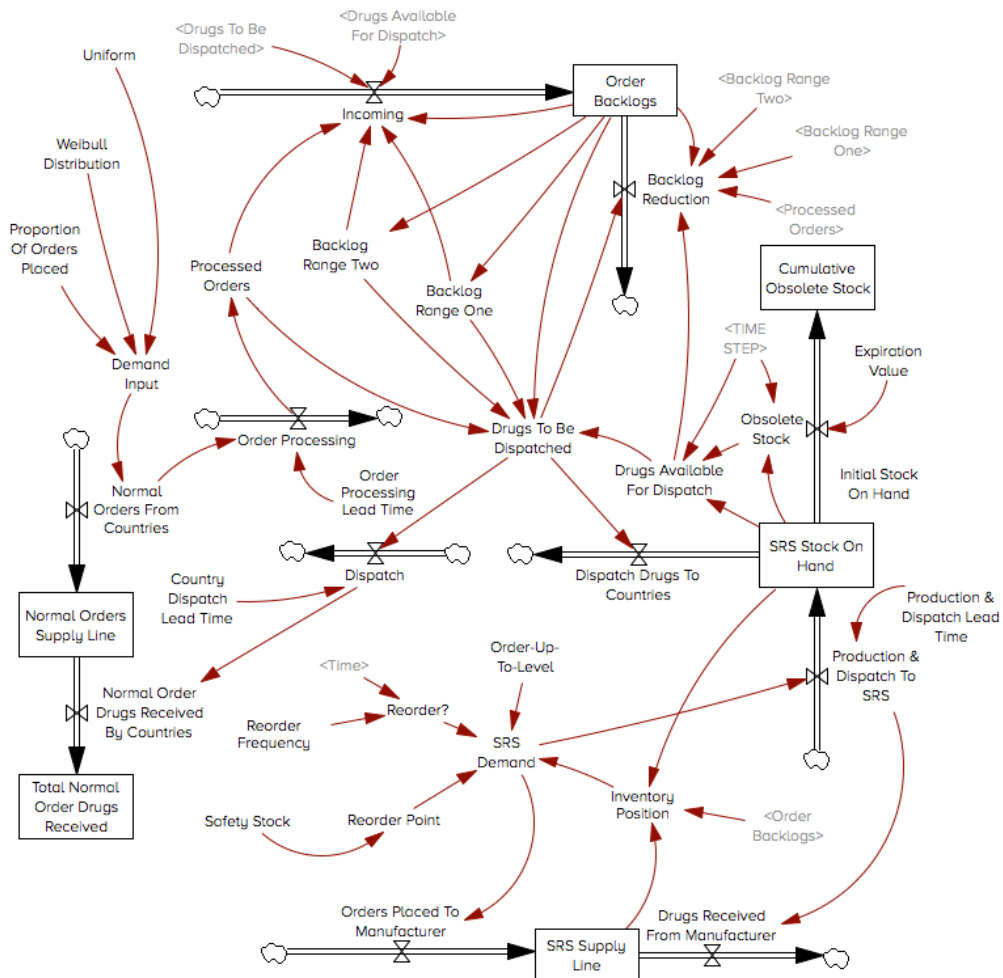 <Drugs To Be
Dispatched>
<Drugs Available
For Dispatch>
Uniform
Order
Backlogs
<Backlog Range
Two>
Incoming
Weibull
Distribution
<Backlog Range
One>
Backlog
Reduction
<Processed
Orders>
Proportion
Of Orders
Placed
Processed
Orders
Backlog
Range Two
Backlog
Range One
Cumulative
Obsolete Stock
<TIME
STEP>
Expiration
Value
Demand
Input
Order Processing
Drugs To Be
Dispatched
Obsolete
Stock
Drugs Available
For Dispatch
Initial Stock
On Hand
Normal
Orders From
Countries
Order
Processing
Lead Time
SRS Stock On
Hand
Dispatch
Dispatch Drugs To
Countries
Country
Dispatch
Lead Time
Normal Orders
Supply Line
Production &
Dispatch Lead
Time
Order-Up-
To-Level
Production &
Dispatch To
SRS
<Time>
Normal Order
Drugs Received
By Countries
Reorder?
Reorder
Frequency
SRS
Demand
Total Normal
Order Drugs
Received
Safety Stock
Reorder Point
Inventory
Position
<Order
Backlogs>
Orders Placed To
Manufacturer
Drugs Received
From Manufacturer
SRS Supply
Line